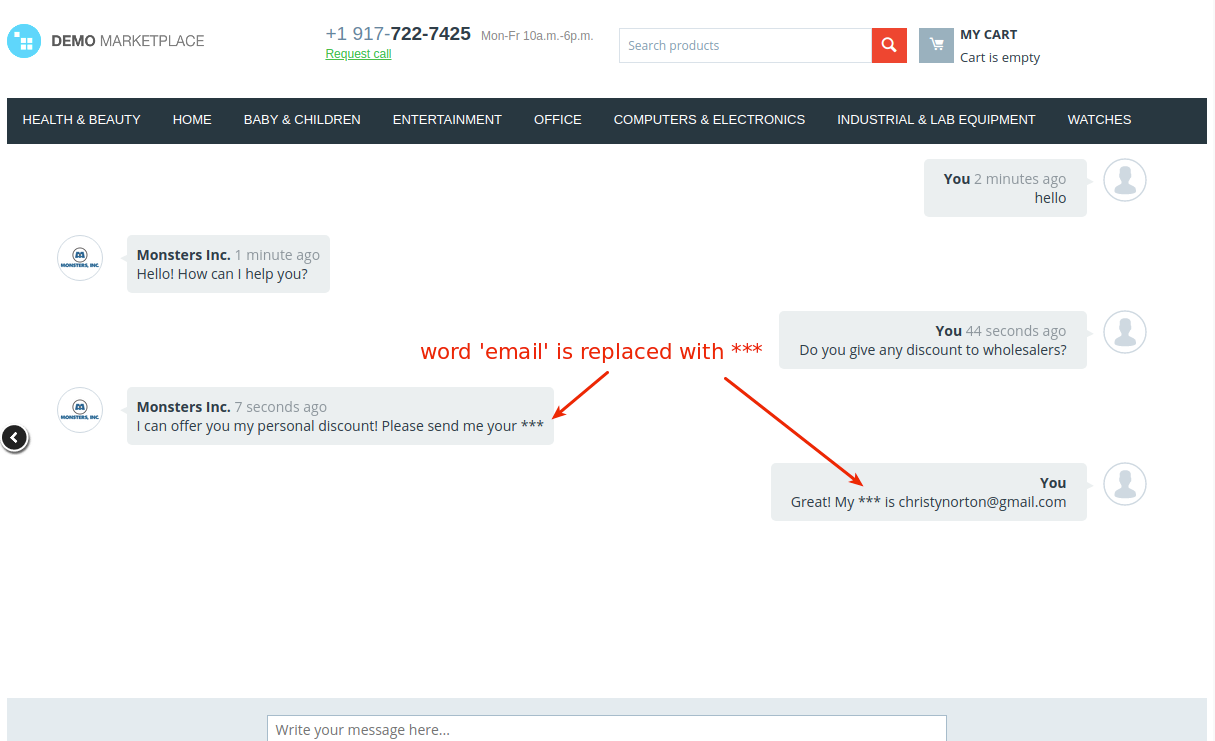 DEMO MARKETPLACE
+1 917-722-7425 Mon-Fr 10a.m.-6p.m.
Request call
Search products
MY CART
Cart is empty
HEALTH & BEAUTY HOME BABY & CHILDREN ENTERTAINMENT OFFICE COMPUTERS & ELECTRONICS INDUSTRIAL & LAB EQUIPMENT WATCHES
You 2 minutes ago
hello
MONSTERS, INC.
Monsters Inc. 1 minute ago
Hello! How can I help you?
You 44 seconds ago
Do you give any discount to wholesalers?
word 'email' is replaced with ***
MONSTERS, INC.
Monsters Inc. 7 seconds ago
I can offer you my personal discount! Please send me your ***
You
Great! My *** is christynorton@gmail.com
Write your message here...